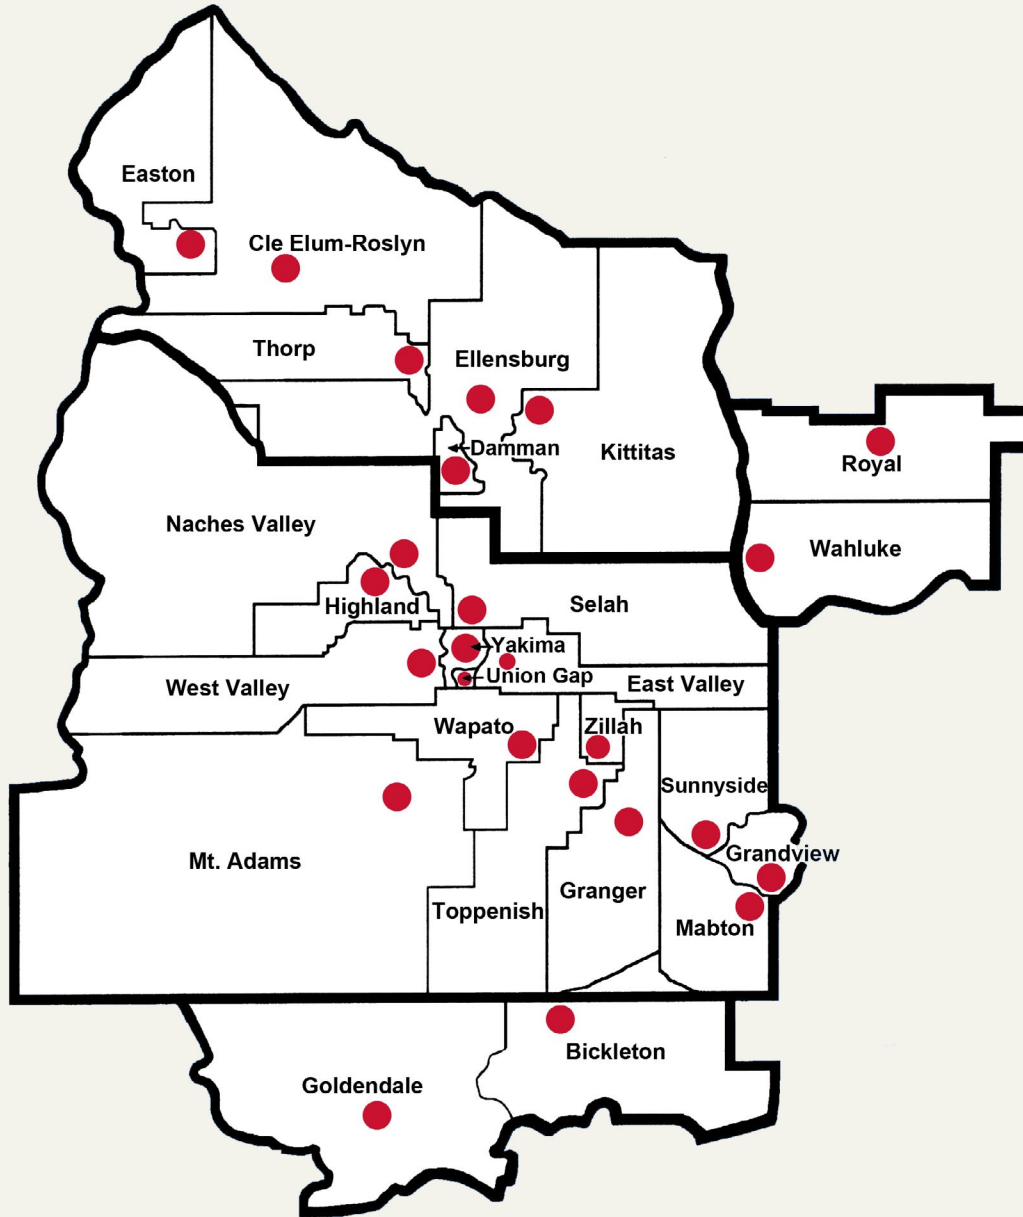 Easton
Cle Elum-Roslyn
Thorp
Ellensburg
Damman
Kittitas
Royal
Naches Valley
Wahluke
Highland
Selah
Yakima
Union Gap
West Valley
East Valley
Wapato
Zillah
Sunnyside
Mt. Adams
Grandview
Granger
Toppenish
Mabton
Bickleton
Goldendale